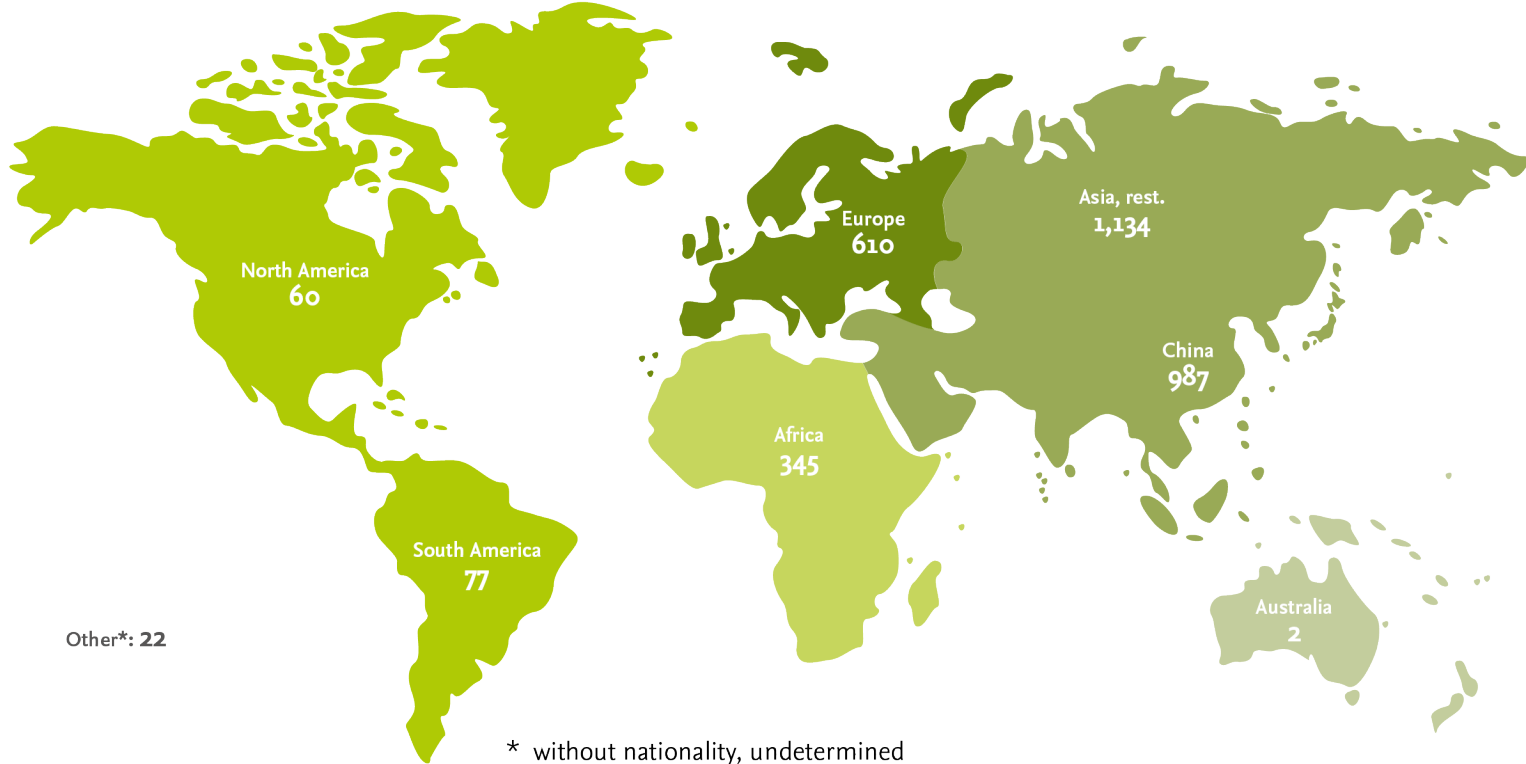 Asia, rest.
1,134
Europe
610
North America
60
China
987
Africa
345
South America
77
Australia
2
Other*: 22
* without nationality, undetermined